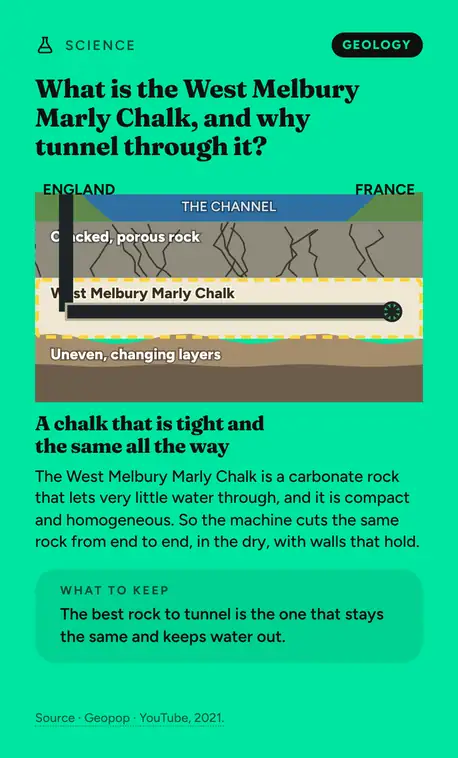 SCIENCE
GEOLOGY
What is the West Melbury
Marly Chalk, and why
tunnel through it?
ENGLAND
FRANCE
THE CHANNEL
Cracked, porous rock
West Melbury Marly Chalk
Uneven, changing layers
A chalk that is tight and
the same all the way
The West Melbury Marly Chalk is a carbonate rock
that lets very little water through, and it is compact
and homogeneous. So the machine cuts the same
rock from end to end, in the dry, with walls that hold.
WHAT TO KEEP
The best rock to tunnel is the one that stays
the same and keeps water out.
Source · Geopop · YouTube, 2021.